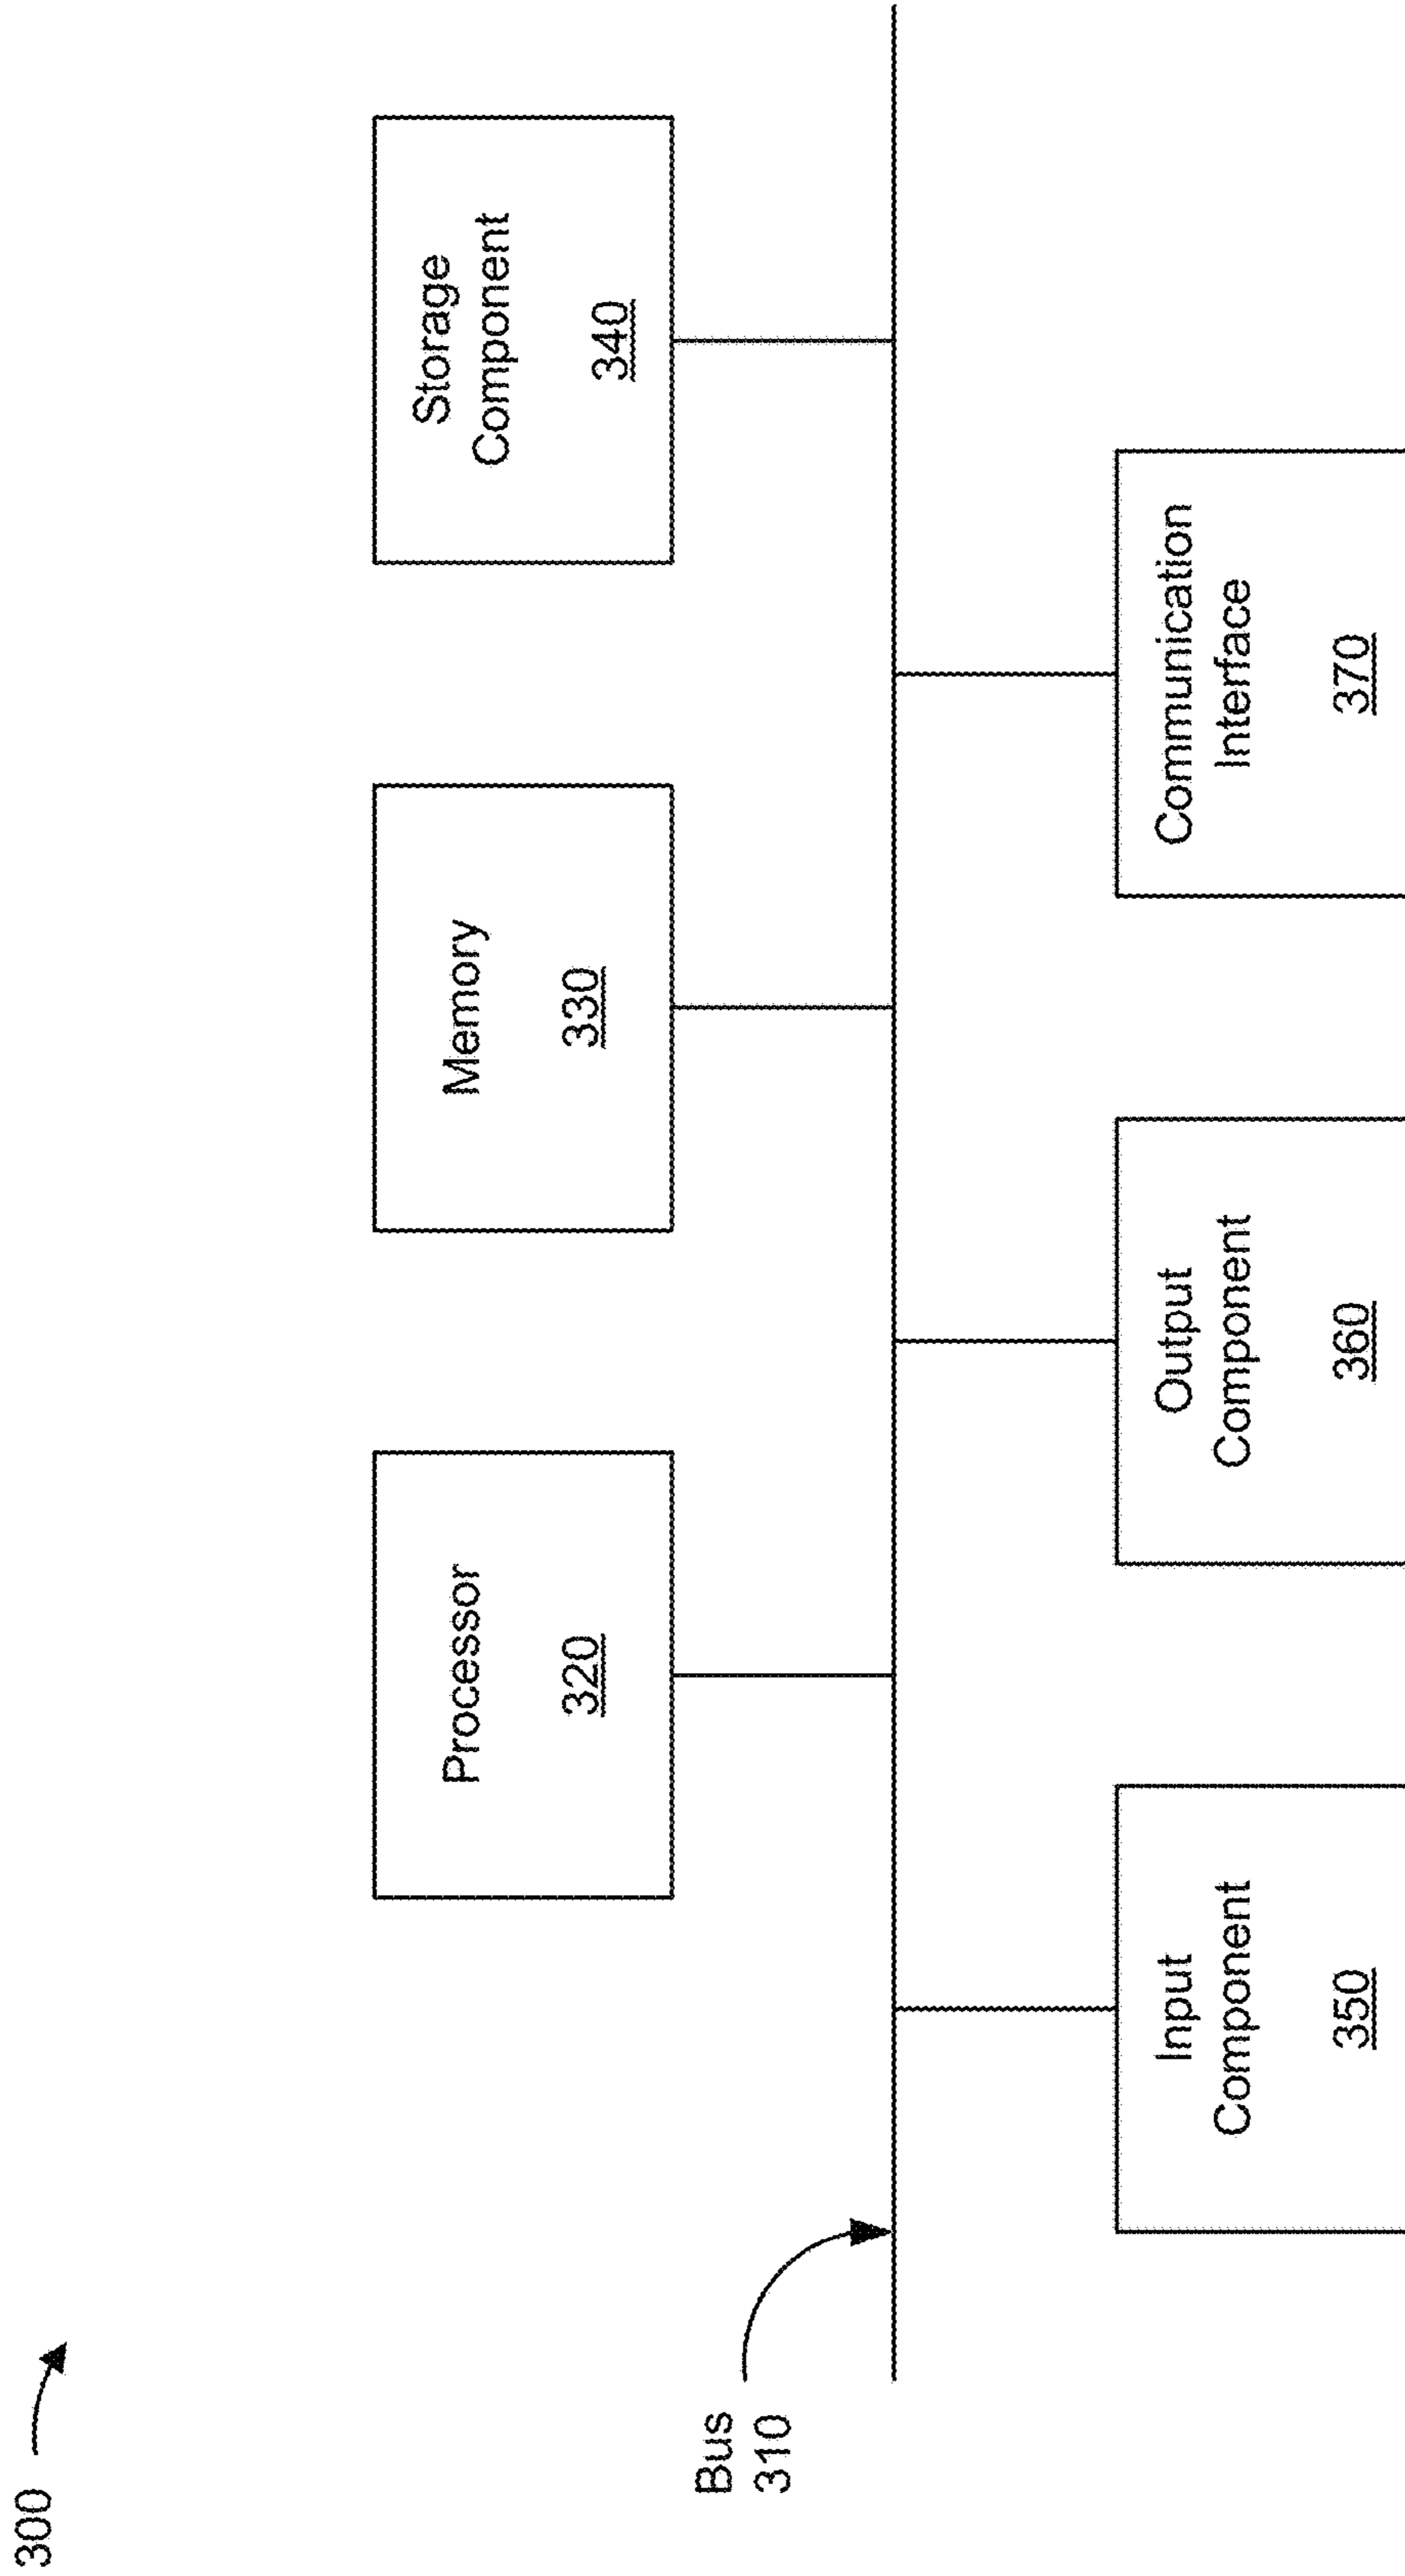 300
Processor
320
Memory
330
Storage
Component
340
Bus
310
Input
Component
350
Output
Component
360
Communication
Interface
370